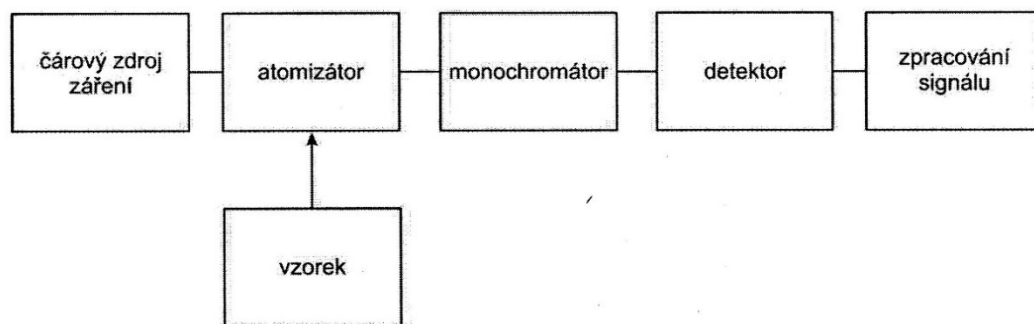 čárový zdroj
záření
atomizátor
monochromátor
detektor
zpracování
signálu
vzorek